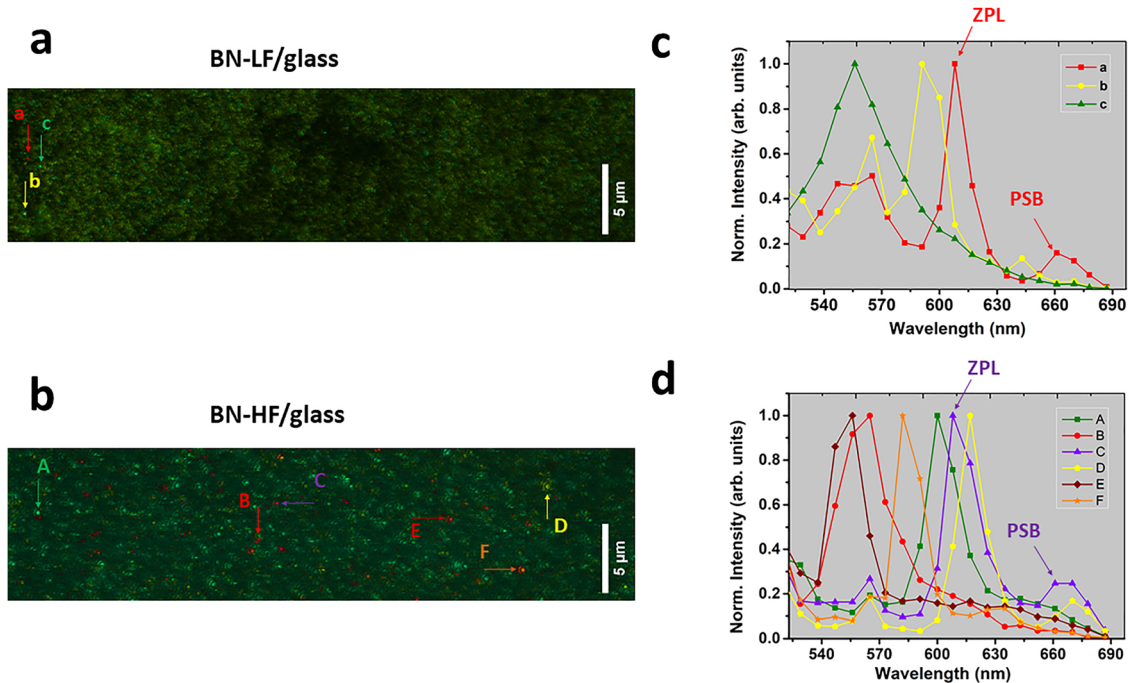 a
BN-LF/glass
a
c
b
5 µm
c
ZPL
PSB
a
b
c
1.0
0.8
0.6
0.4
0.2
0.0
540
570
600
630
660
690
Norm. Intensity (arb. units)
Wavelength (nm)
b
BN-HF/glass
A
B
C
E
F
D
5 µm
d
ZPL
PSB
A
B
C
D
E
F
1.0
0.8
0.6
0.4
0.2
0.0
540
570
600
630
660
690
Norm. Intensity (arb. units)
Wavelength (nm)